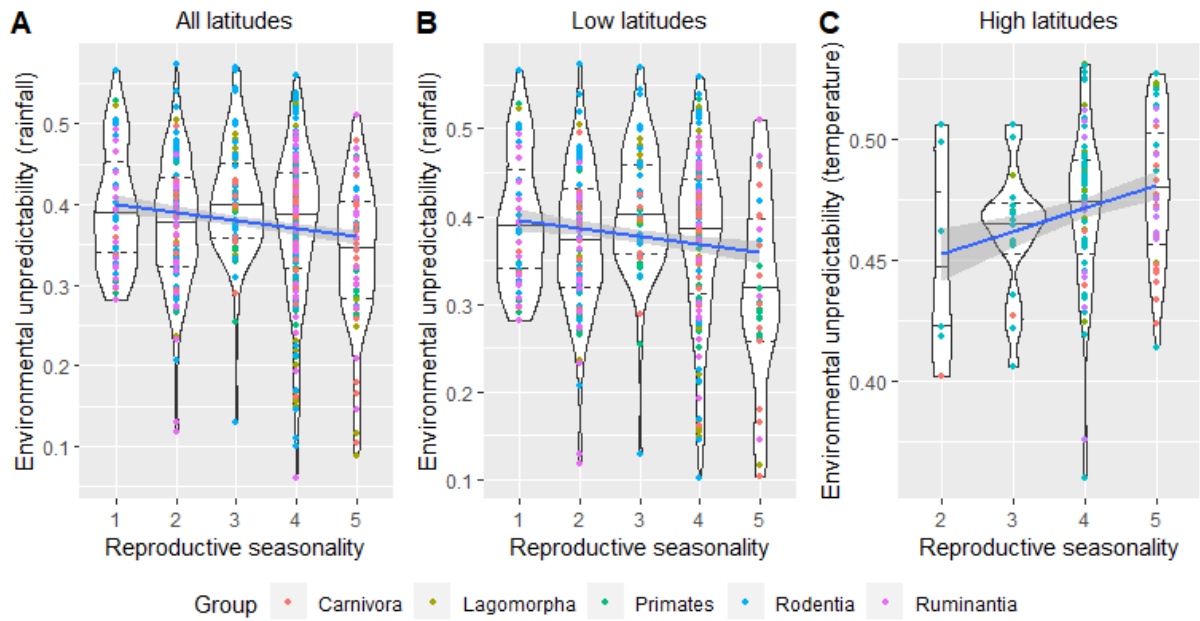 A All latitudes
Environmental unpredictability (rainfall)
0.5
0.4
0.3
0.2
0.1
1 2 3 4 5
Reproductive seasonality
B Low latitudes
Environmental unpredictability (rainfall)
0.5
0.4
0.3
0.2
0.1
1 2 3 4 5
Reproductive seasonality
C High latitudes
Environmental unpredictability (temperature)
0.50
0.45
0.40
2 3 4 5
Reproductive seasonality
Group Carnivora Lagomorpha Primates Rodentia Ruminantia